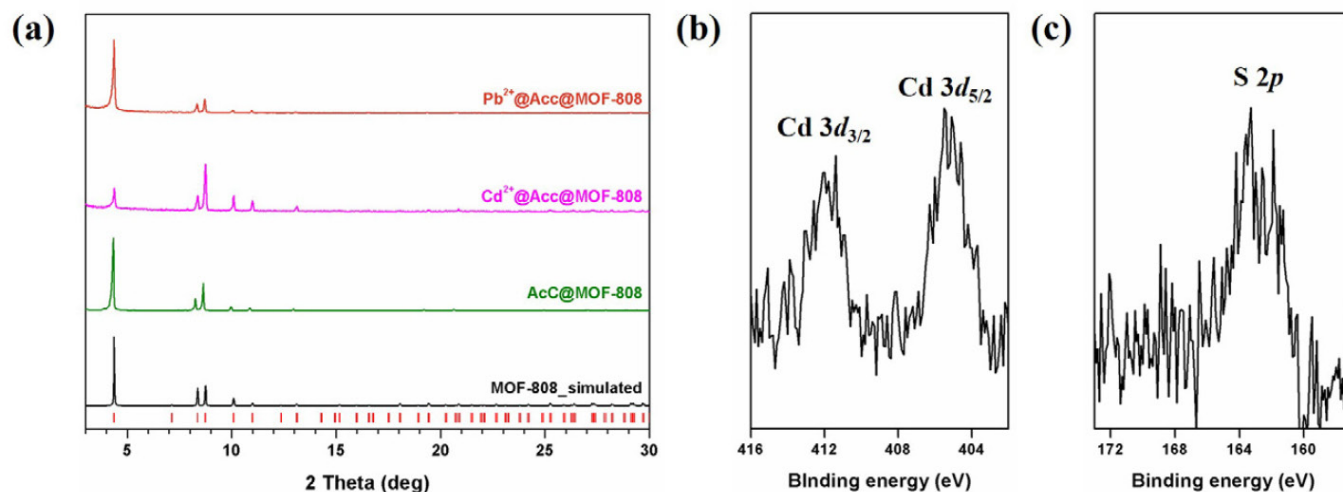 (a)
Pb²⁺@Acc@MOF-808
Cd²⁺@Acc@MOF-808
AcC@MOF-808
MOF-808_simulated
5 10 15 20 25 30
2 Theta (deg)
(b)
Cd 3d3/2
Cd 3d5/2
416 412 408 404
BInding energy (eV)
(c)
S 2p
172 168 164 160
Binding energy (eV)